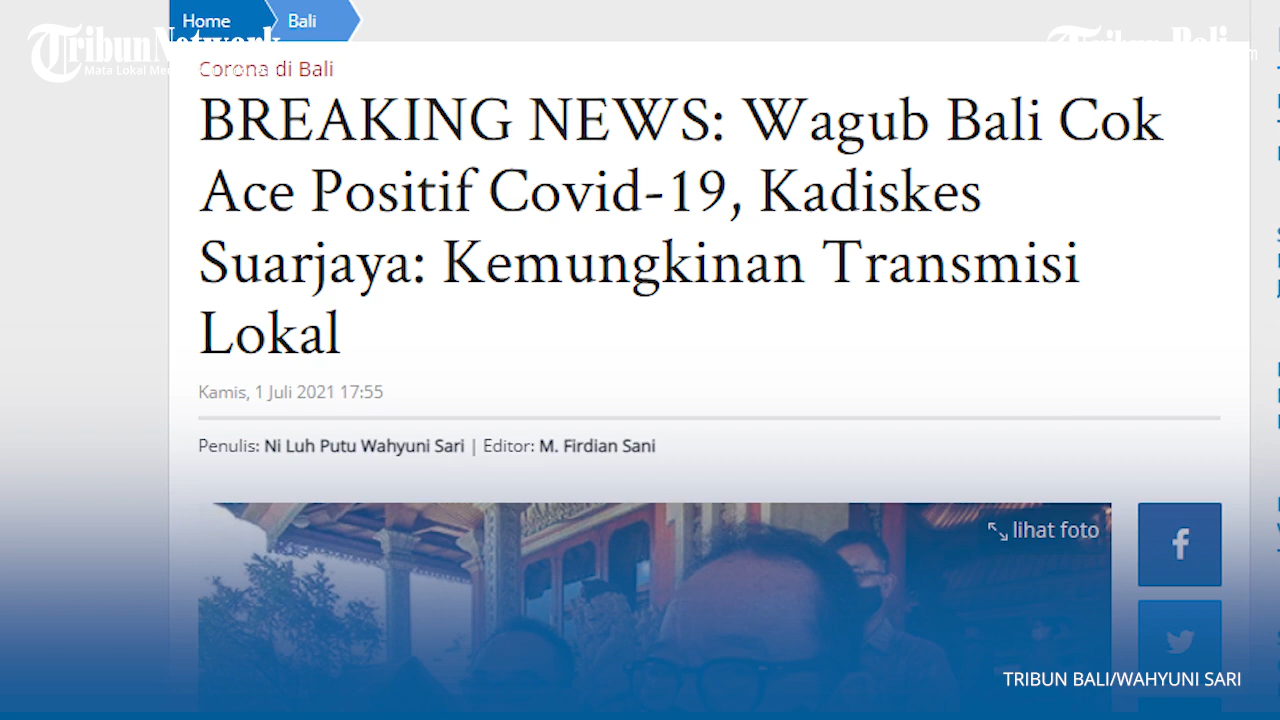 Home
Bali
TribunNetwork
Corona di Bali
BREAKING NEWS: Wagub Bali Cok
Ace Positif Covid-19, Kadiskes
Suarjaya: Kemungkinan Transmisi
Lokal
Kamis, 1 Juli 2021 17:55
Penulis: Ni Luh Putu Wahyuni Sari | Editor: M. Firdian Sani
lihat foto
TRIBUN BALI/WAHYUNI SARI